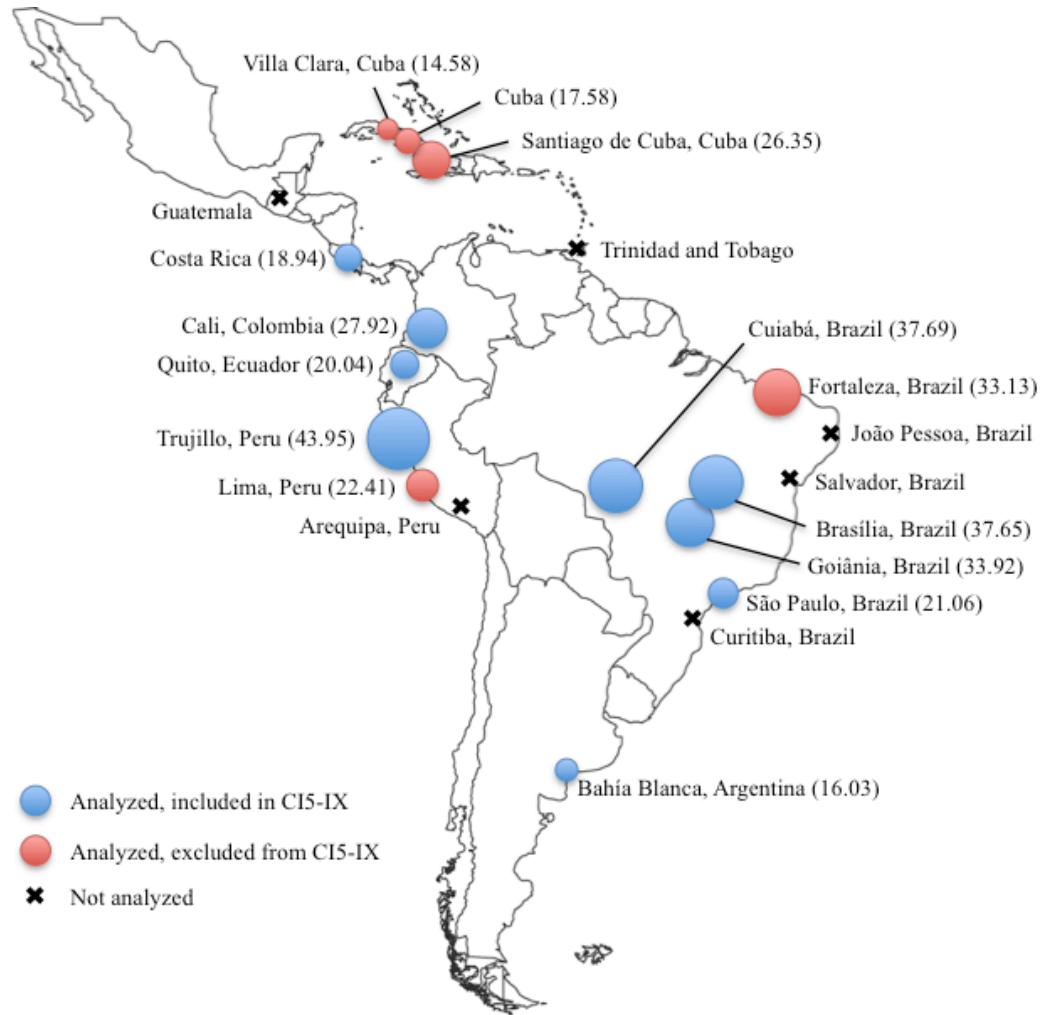 Villa Clara, Cuba (14.58)
Cuba (17.58)
Santiago de Cuba, Cuba (26.35)
Guatemala
Trinidad and Tobago
Costa Rica (18.94)
Cali, Colombia (27.92)
Cuiabá, Brazil (37.69)
Quito, Ecuador (20.04)
Fortaleza, Brazil (33.13)
Trujillo, Peru (43.95)
João Pessoa, Brazil
Lima, Peru (22.41)
Salvador, Brazil
Arequipa, Peru
Brasília, Brazil (37.65)
Goiânia, Brazil (33.92)
São Paulo, Brazil (21.06)
Curitiba, Brazil
Bahía Blanca, Argentina (16.03)
Analyzed, included in CI5-IX
Analyzed, excluded from CI5-IX
Not analyzed